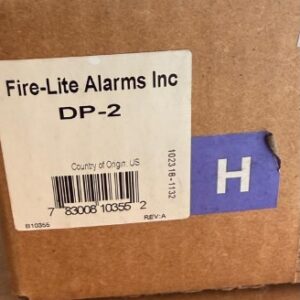 Fire-Lite Alarms Inc
DP-2
Country of Origin: US
7 83008 10355 2
B10355
REV:A
102318-1132
H